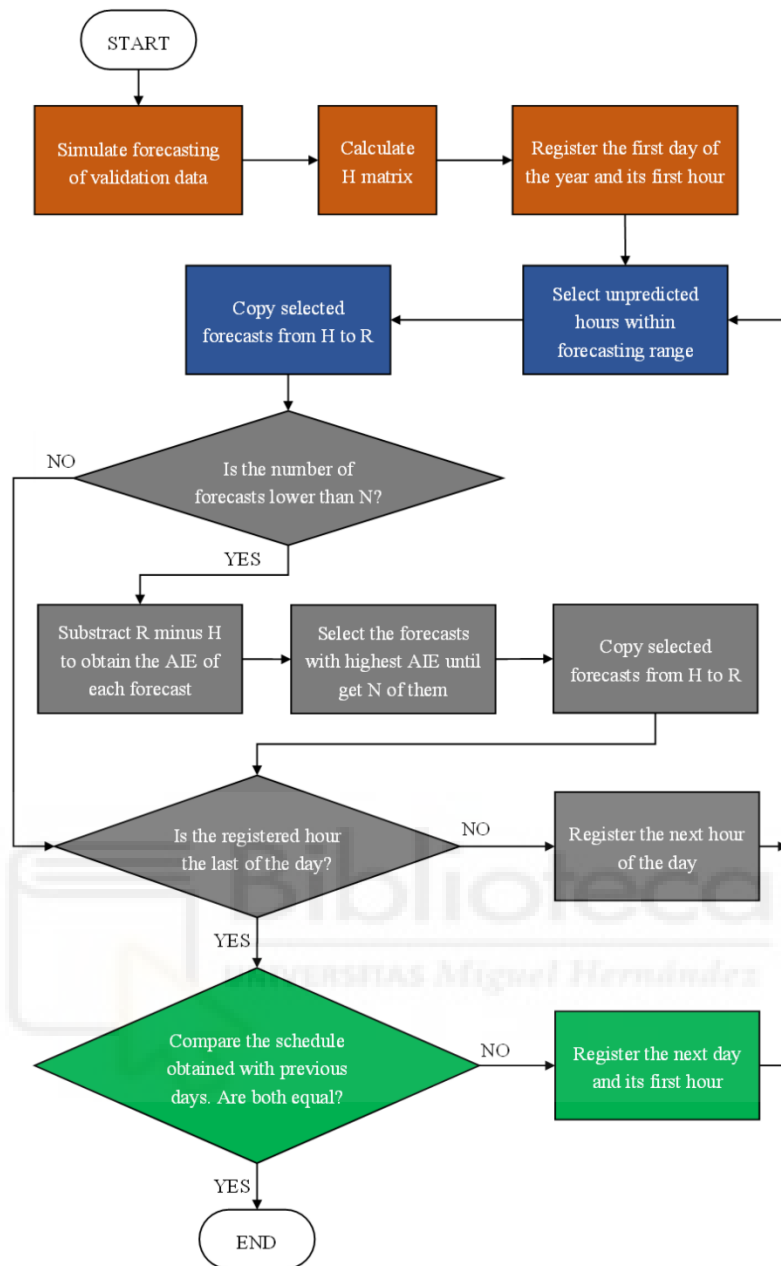 START
Simulate forecasting
of validation data
Calculate
H matrix
Register the first day of
the year and its first hour
Copy selected
forecasts from H to R
Select unpredicted
hours within
forecasting range
NO
Is the number of
forecasts lower than N?
YES
Substract R minus H
to obtain the AIE of
each forecast
Select the forecasts
with highest AIE until
get N of them
Copy selected
forecasts from H to R
Is the registered hour
the last of the day?
NO
Register the next hour
of the day
Biblioteca
YES
UNIVERSITAS Miguel Hernández
Compare the schedule
obtained with previous
days. Are both equal?
NO
Register the next day
and its first hour
YES
END